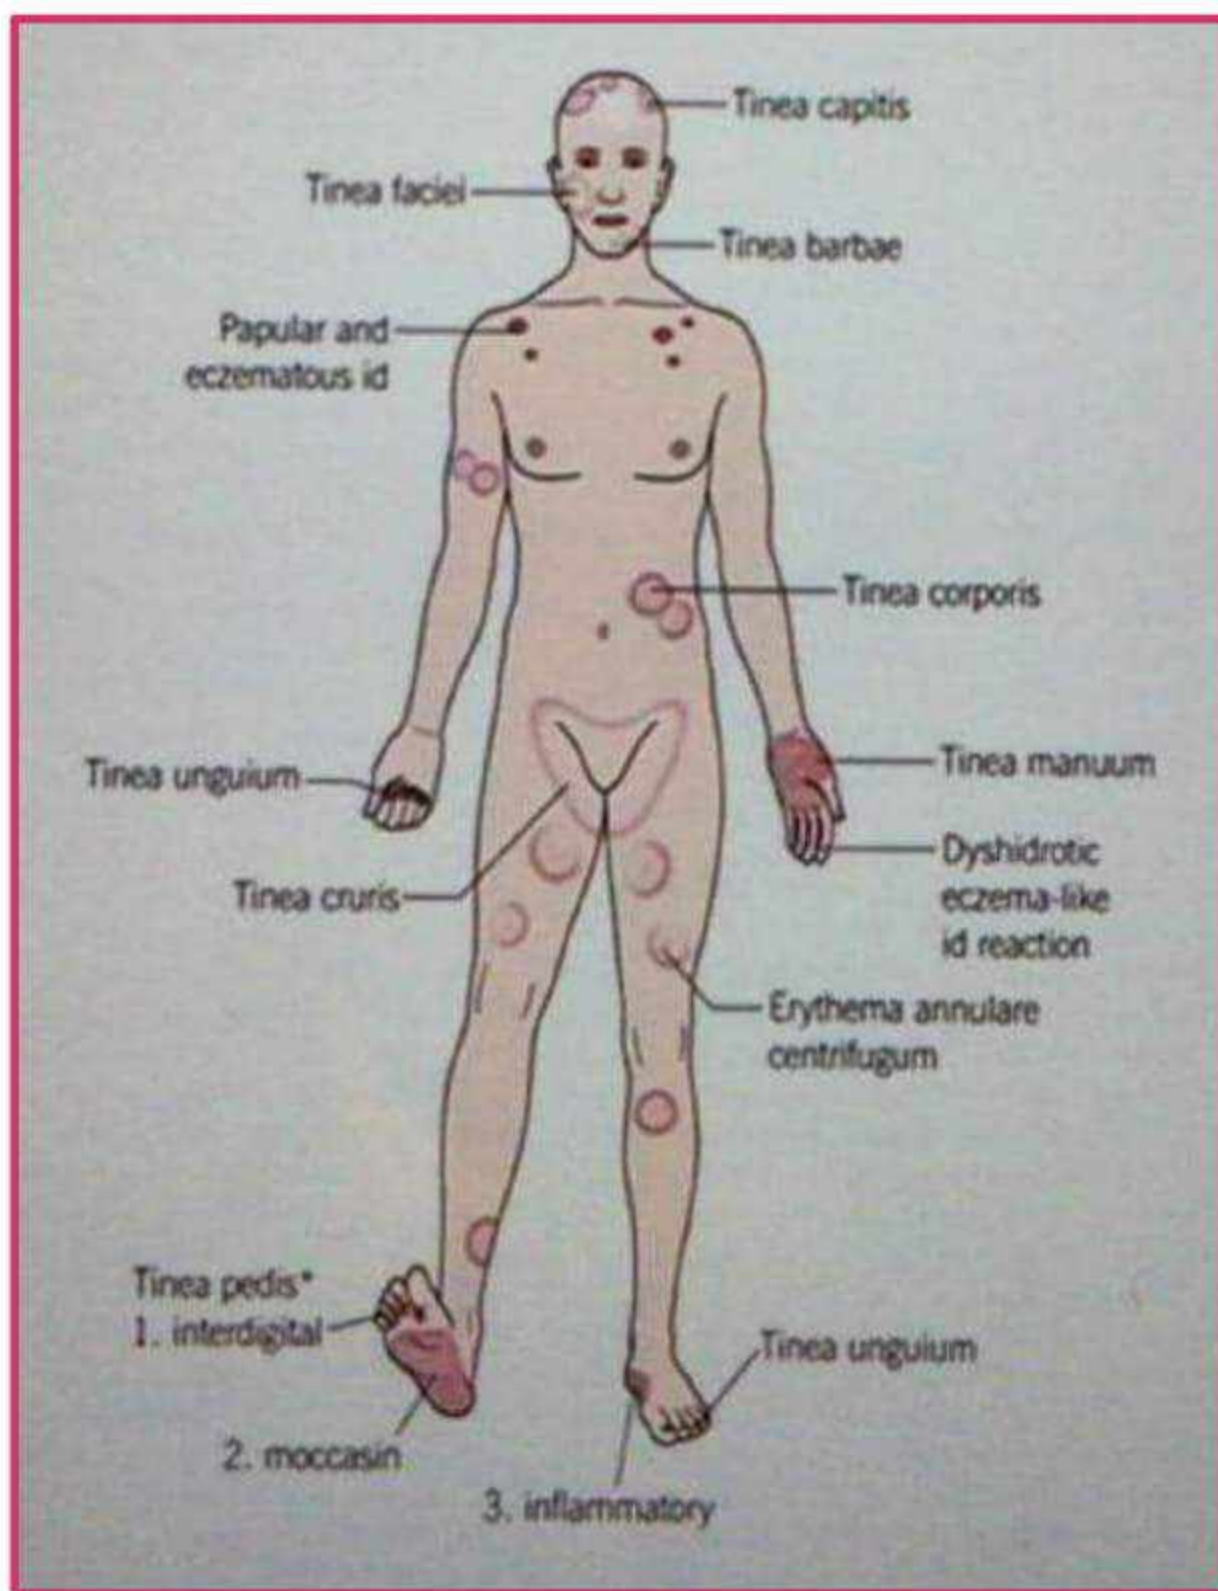 Tinea capitis
Tinea faciei
Tinea barbae
Papular and
eczematous id
Tinea corporis
Tinea unguium
Tinea manuum
Dyshidrotic
eczema-like
id reaction
Tinea cruris
Erythema annulare
centrifugum
Tinea pedis*
1. interdigital
Tinea unguium
2. moccasin
3. inflammatory